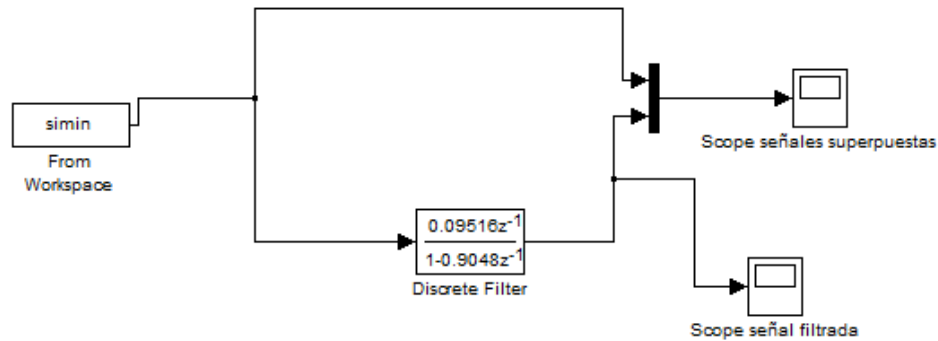 simin
From
Workspace
Scope señales superpuestas
0.09516z-1
1-0.9048z-1
Discrete Filter
Scope señal filtrada